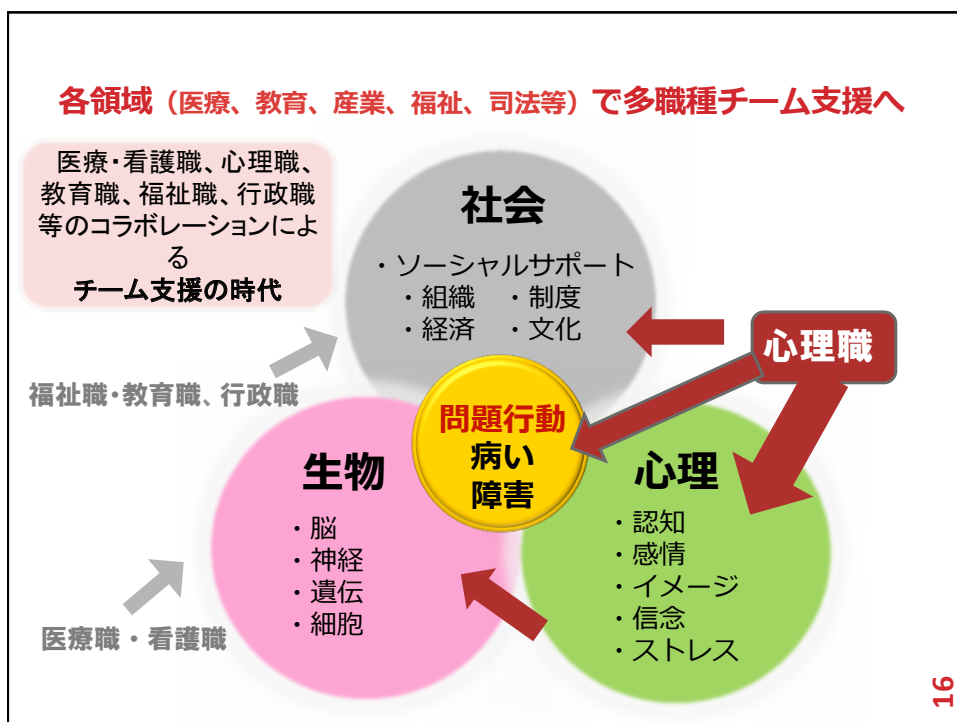 各領域（医療、教育、産業、福祉、司法等）で多職種チーム支援へ
医療・看護職、心理職、
教育職、福祉職、行政職
等のコラボレーションによ
る
チーム支援の時代
社会
・ソーシャルサポート
・組織　・制度
・経済　・文化
心理職
福祉職・教育職、行政職
問題行動
病い
障害
生物
・脳
・神経
・遺伝
・細胞
心理
・認知
・感情
・イメージ
・信念
・ストレス
医療職・看護職
16